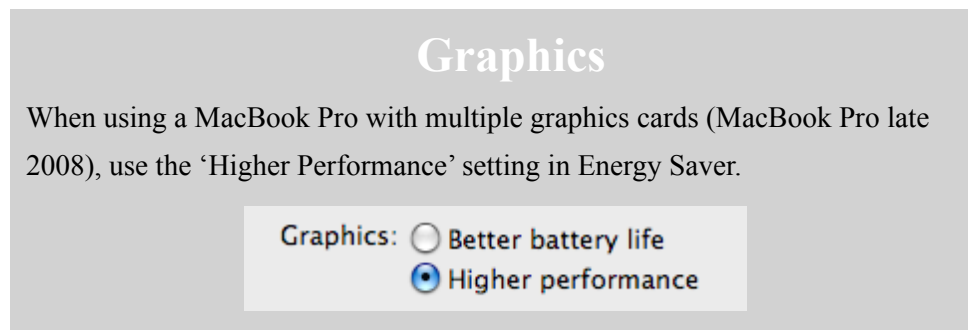 Graphics
When using a MacBook Pro with multiple graphics cards (MacBook Pro late
2008), use the ‘Higher Performance’ setting in Energy Saver.
Graphics: Better battery life
Higher performance